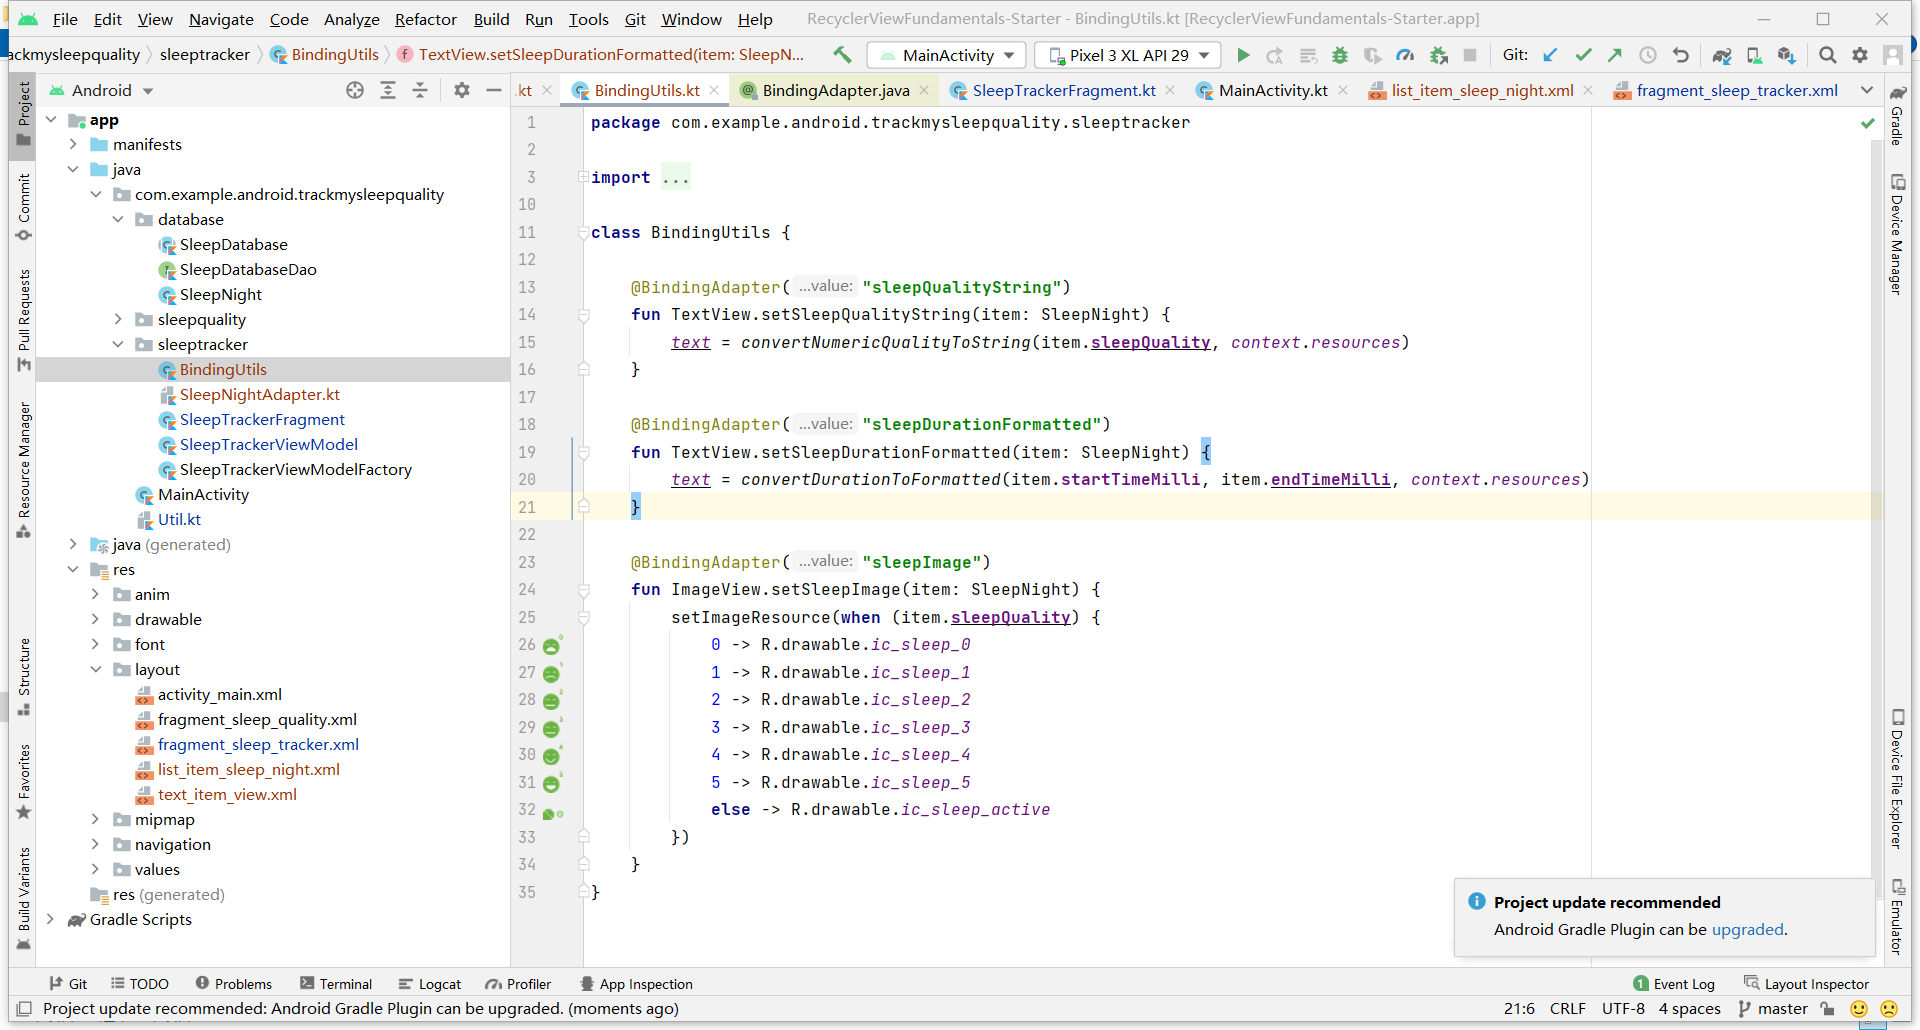 File Edit View Navigate Code Analyze Refactor Build Run Tools Git Window Help RecyclerViewFundamentals-Starter - BindingUtils.kt [RecyclerViewFundamentals-Starter.app]
ackmysleepquality sleeptracker BindingUtils TextView.setSleepDurationFormatted(item: SleepN... MainActivity Pixel 3 XL API 29 Git:
Android .kt BindingUtils.kt BindingAdapter.java SleepTrackerFragment.kt MainActivity.kt list_item_sleep_night.xml fragment_sleep_tracker.xml
Project
Commit
Pull Requests
Resource Manager
Structure
Favorites
Build Variants
app
manifests
java
com.example.android.trackmysleepquality
database
SleepDatabase
SleepDatabaseDao
SleepNight
sleepquality
sleeptracker
BindingUtils
SleepNightAdapter.kt
SleepTrackerFragment
SleepTrackerViewModel
SleepTrackerViewModelFactory
MainActivity
Util.kt
java (generated)
res
anim
drawable
font
layout
activity_main.xml
fragment_sleep_quality.xml
fragment_sleep_tracker.xml
list_item_sleep_night.xml
text_item_view.xml
mipmap
navigation
values
res (generated)
Gradle Scripts
1 package com.example.android.trackmysleepquality.sleeptracker
2
3 import ...
10
11 class BindingUtils {
12
13 @BindingAdapter( ...value: "sleepQualityString")
14 fun TextView.setSleepQualityString(item: SleepNight) {
15 text = convertNumericQualityToString(item.sleepQuality, context.resources)
16 }
17
18 @BindingAdapter( ...value: "sleepDurationFormatted")
19 fun TextView.setSleepDurationFormatted(item: SleepNight) {
20 text = convertDurationToFormatted(item.startTimeMilli, item.endTimeMilli, context.resources)
21 }
22
23 @BindingAdapter( ...value: "sleepImage")
24 fun ImageView.setSleepImage(item: SleepNight) {
25 setImageResource(when (item.sleepQuality) {
26 0 -> R.drawable.ic_sleep_0
27 1 -> R.drawable.ic_sleep_1
28 2 -> R.drawable.ic_sleep_2
29 3 -> R.drawable.ic_sleep_3
30 4 -> R.drawable.ic_sleep_4
31 5 -> R.drawable.ic_sleep_5
32 else -> R.drawable.ic_sleep_active
33 })
34 }
35 }
Gradle
Device Manager
Device File Explorer
Emulator
Project update recommended
Android Gradle Plugin can be upgraded.
Git TODO Problems Terminal Logcat Profiler App Inspection 1 Event Log Layout Inspector
Project update recommended: Android Gradle Plugin can be upgraded. (moments ago) 21:6 CRLF UTF-8 4 spaces master